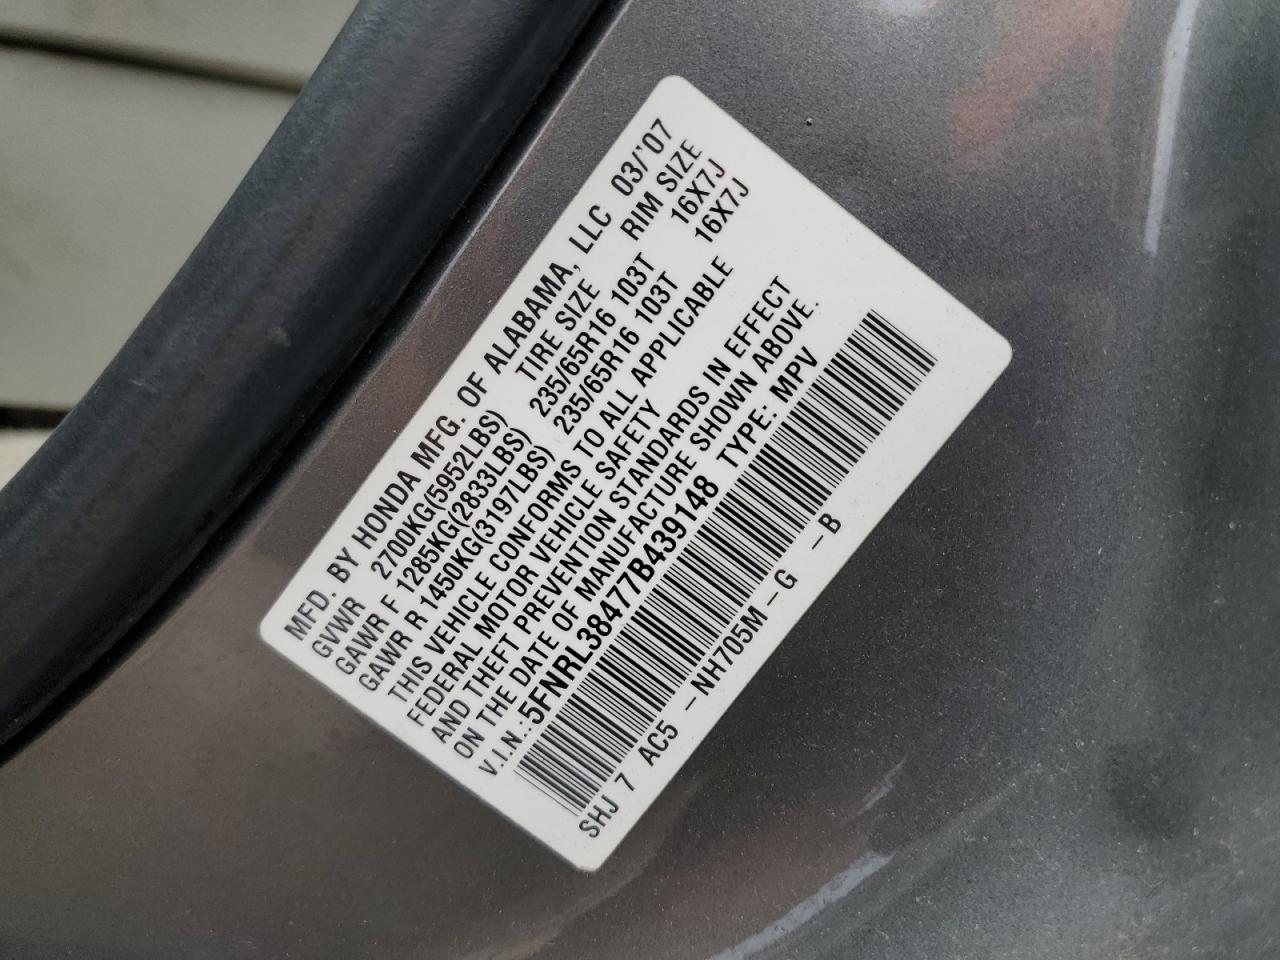 MFD. BY HONDA MFG. OF ALABAMA, LLC 03/'07
GVWR 2700KG(5952LBS) TIRE SIZE RIM SIZE
GAWR F 1285KG(2833LBS) 235/65R16 103T 16X7J
GAWR R 1450KG(3197LBS) 235/65R16 103T 16X7J
THIS VEHICLE CONFORMS TO ALL APPLICABLE
FEDERAL MOTOR VEHICLE SAFETY
AND THEFT PREVENTION STANDARDS IN EFFECT
ON THE DATE OF MANUFACTURE SHOWN ABOVE.
V.I.N.: 5FNRL38477B439148 TYPE: MPV
SHJ 7 AC5 -NH705M-G -B